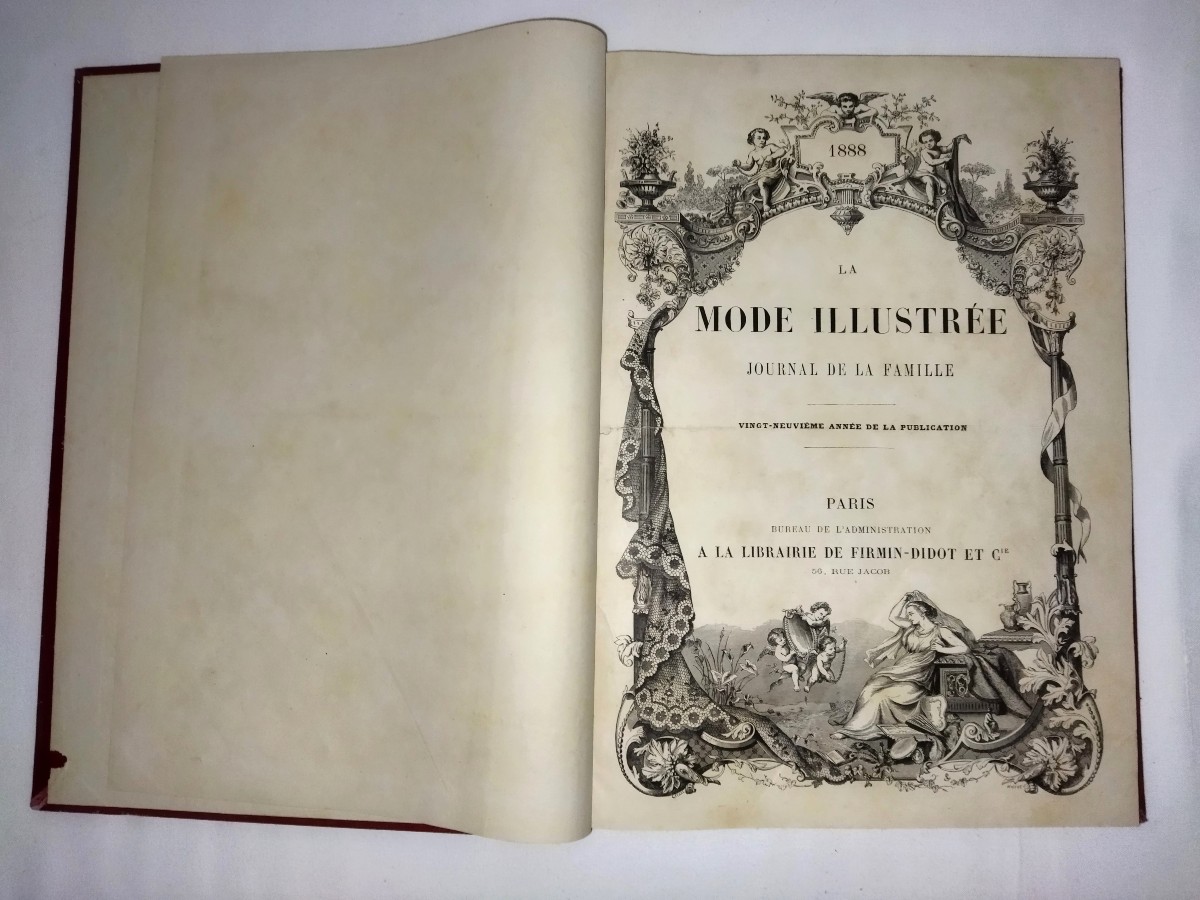 1888
LA
MODE ILLUSTRÉE
JOURNAL DE LA FAMILLE
VINGT-NEUVIÈME ANNÉE DE LA PUBLICATION
PARIS
BUREAU DE L'ADMINISTRATION
A LA LIBRAIRIE DE FIRMIN-DIDOT ET Cie
56, RUE JACOB